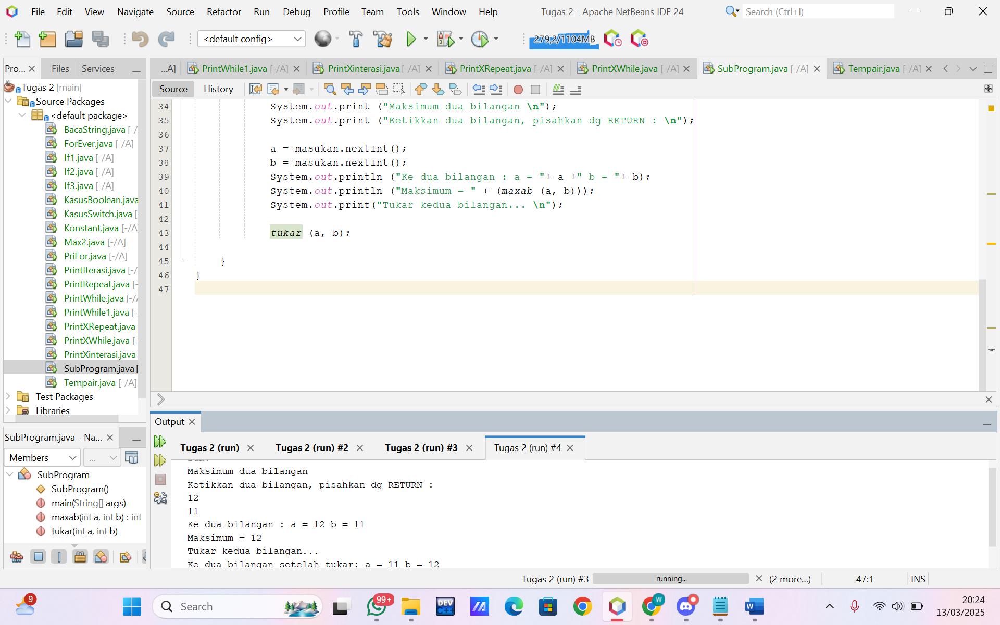 File Edit View Navigate Source Refactor Run Debug Profile Team Tools Window Help
Tugas 2 - Apache NetBeans IDE 24
Search (Ctrl+I)
<default config>
279,2/1104MB
Pro...
Files
Services
...A]
PrintWhile1.java [-/A]
PrintXinterasi.java [-/A]
PrintXRepeat.java [-/A]
PrintXWhile.java [-/A]
SubProgram.java [-/A]
Tempair.java [-/A]
Source
History
Tugas 2 [main]
Source Packages
<default package>
BacaString.java [-/
ForEver.java [-/A]
If1.java [-/A]
If2.java [-/A]
If3.java [-/A]
KasusBoolean.java
KasusSwitch.java [
Konstant.java [-/A
Max2.java [-/A]
PriFor.java [-/A]
PrintIterasi.java [-/
PrintRepeat.java [-
PrintWhile.java [-/
PrintWhile1.java [-
PrintXRepeat.java
PrintXWhile.java [-
PrintXinterasi.java
SubProgram.java [
Tempair.java [-/A]
Test Packages
Libraries
34 System.out.print ("Maksimum dua bilangan \n");
35 System.out.print ("Ketikkan dua bilangan, pisahkan dg RETURN : \n");
36
37 a = masukan.nextInt();
38 b = masukan.nextInt();
39 System.out.println ("Ke dua bilangan : a = "+ a +" b = "+ b);
40 System.out.println ("Maksimum = " + (maxab (a, b)));
41 System.out.print("Tukar kedua bilangan... \n");
42
43 tukar (a, b);
44
45 }
46 }
47
SubProgram.java - Na...
Members
...
SubProgram
SubProgram()
main(String[] args)
maxab(int a, int b) : int
tukar(int a, int b)
Output
Tugas 2 (run)
Tugas 2 (run) #2
Tugas 2 (run) #3
Tugas 2 (run) #4
Maksimum dua bilangan
Ketikkan dua bilangan, pisahkan dg RETURN :
12
11
Ke dua bilangan : a = 12 b = 11
Maksimum = 12
Tukar kedua bilangan...
Ke dua bilangan setelah tukar: a = 11 b = 12
Tugas 2 (run) #3
running...
(2 more...)
47:1
INS
9
Search
99+
DEV C++
W
W
20:24
13/03/2025